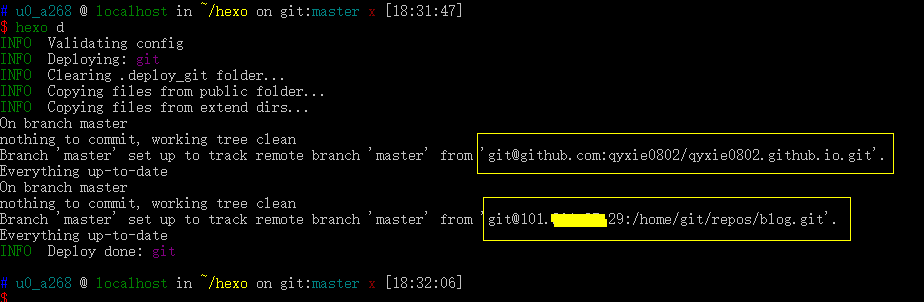 # u0_a268 @ localhost in ~/hexo on git:master x [18:31:47]
$ hexo d
INFO  Validating config
INFO  Deploying: git
INFO  Clearing .deploy_git folder...
INFO  Copying files from public folder...
INFO  Copying files from extend dirs...
On branch master
nothing to commit, working tree clean
Branch 'master' set up to track remote branch 'master' from 'git@github.com:qyxie0802/qyxie0802.github.io.git'.
Everything up-to-date
On branch master
nothing to commit, working tree clean
Branch 'master' set up to track remote branch 'master' from 'git@101. 29:/home/git/repos/blog.git'.
Everything up-to-date
INFO  Deploy done: git
# u0_a268 @ localhost in ~/hexo on git:master x [18:32:06]
$